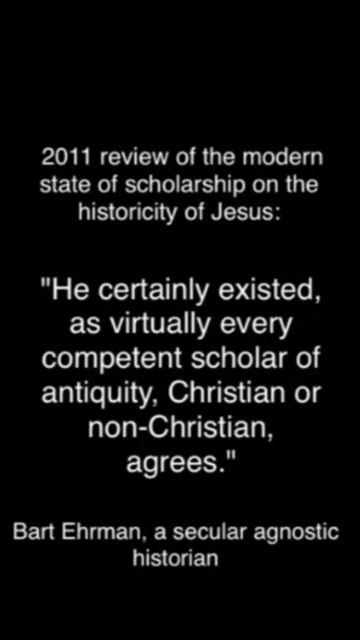 2011 review of the modern
state of scholarship on the
historicity of Jesus:
"He certainly existed,
as virtually every
competent scholar of
antiquity, Christian or
non-Christian,
agrees."
Bart Ehrman, a secular agnostic
historian